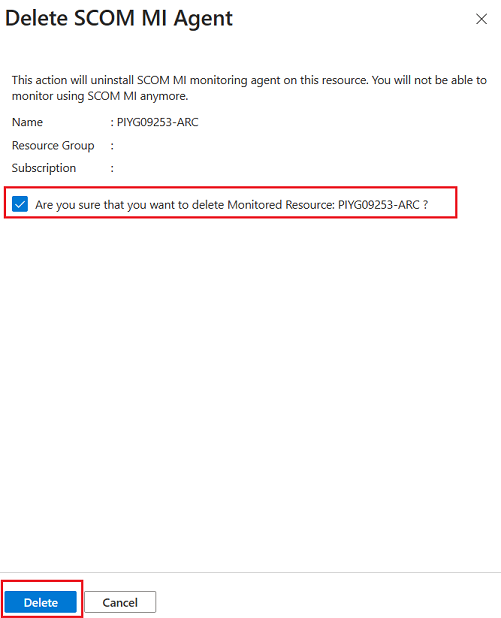 Delete SCOM MI Agent
This action will uninstall SCOM MI monitoring agent on this resource. You will not be able to
monitor using SCOM MI anymore.
Name : PIYG09253-ARC
Resource Group :
Subscription :
Are you sure that you want to delete Monitored Resource: PIYG09253-ARC ?
Delete Cancel